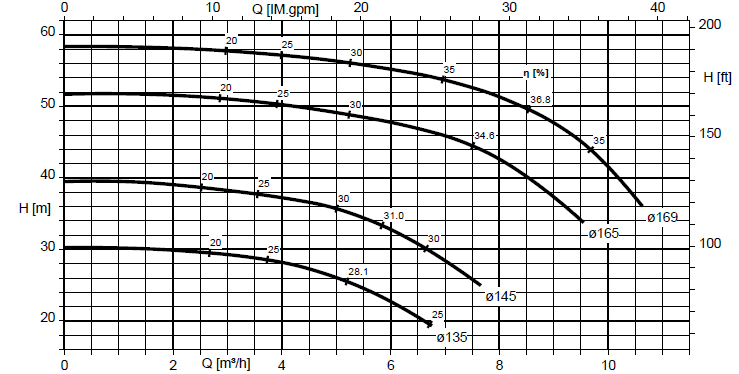 0 10 Q [IM.gpm] 20 30 40
60 200
20 25 30 35 η [%] H [ft]
50 20 25 30 34.6 36.8 35 150
40 20 25 30 31.0 30
H [m] ø169
ø165
30 20 25 28.1 100
ø145
20 25 ø135
0 2 Q [m³/h] 4 6 8 10